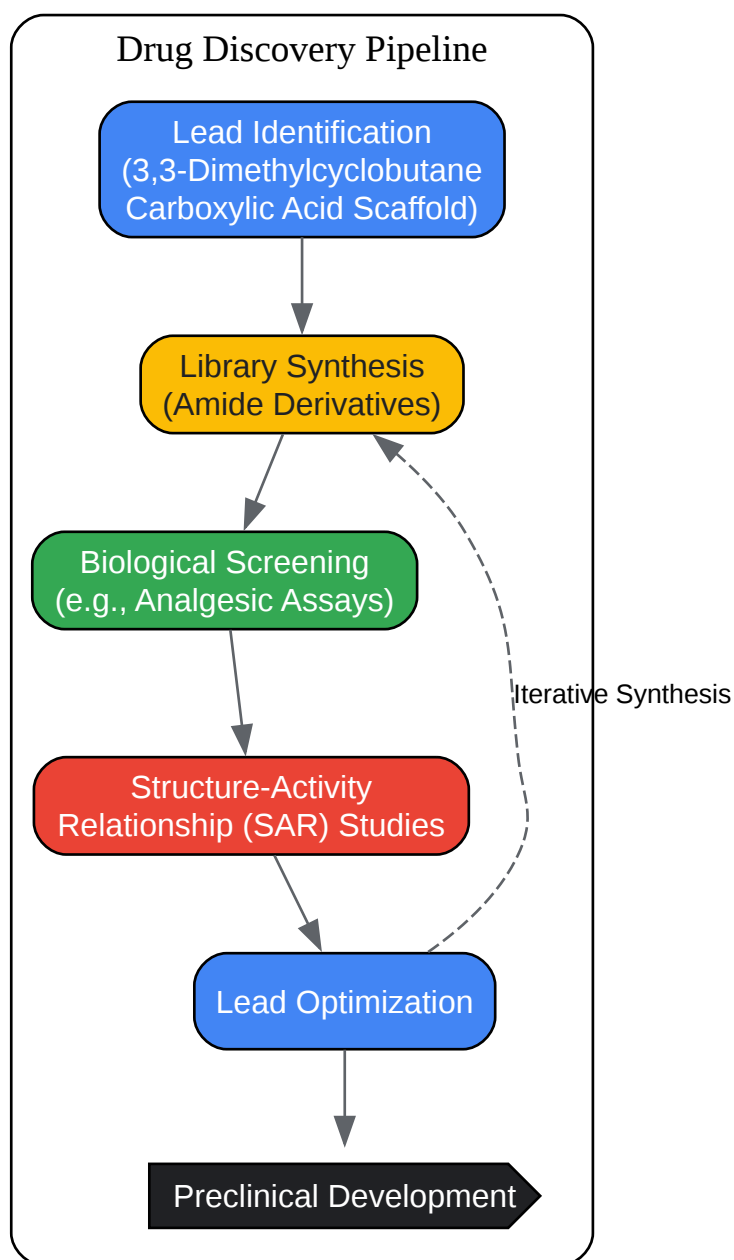 Drug Discovery Pipeline
Lead Identification
(3,3-Dimethylcyclobutane
Carboxylic Acid Scaffold)
Library Synthesis
(Amide Derivatives)
Biological Screening
(e.g., Analgesic Assays)
Iterative Synthesis
Structure-Activity
Relationship (SAR) Studies
Lead Optimization
Preclinical Development